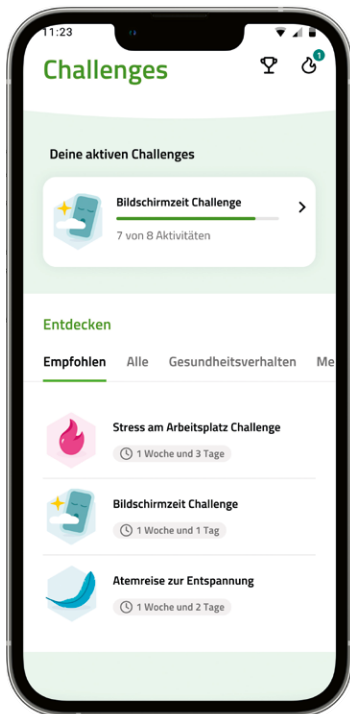 11:23
Challenges
1
Deine aktiven Challenges
Bildschirmzeit Challenge
7 von 8 Aktivitäten
Entdecken
Empfohlen Alle Gesundheitsverhalten Me
Stress am Arbeitsplatz Challenge
1 Woche und 3 Tage
Bildschirmzeit Challenge
1 Woche und 1 Tag
Atemreise zur Entspannung
1 Woche und 2 Tage